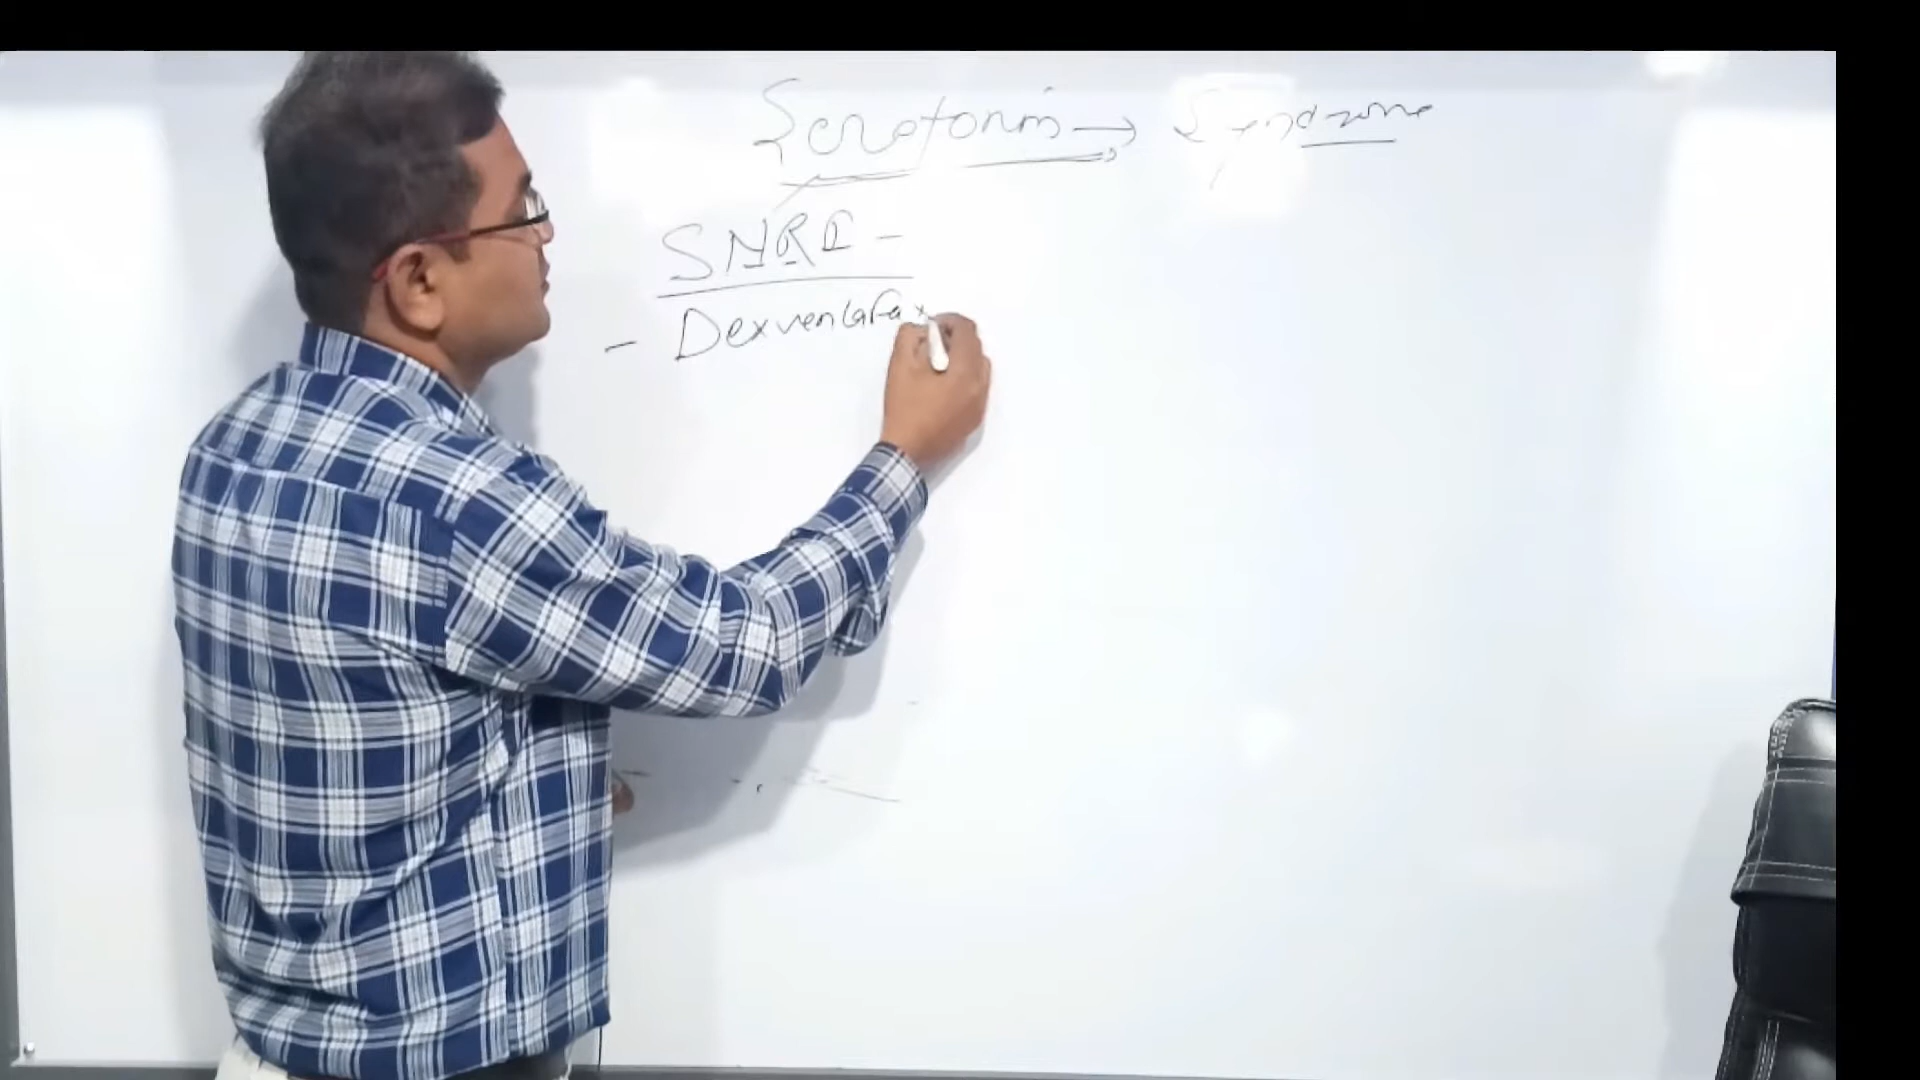 Serotonin → Syndrome
SNRI -
- Dexvenlafax